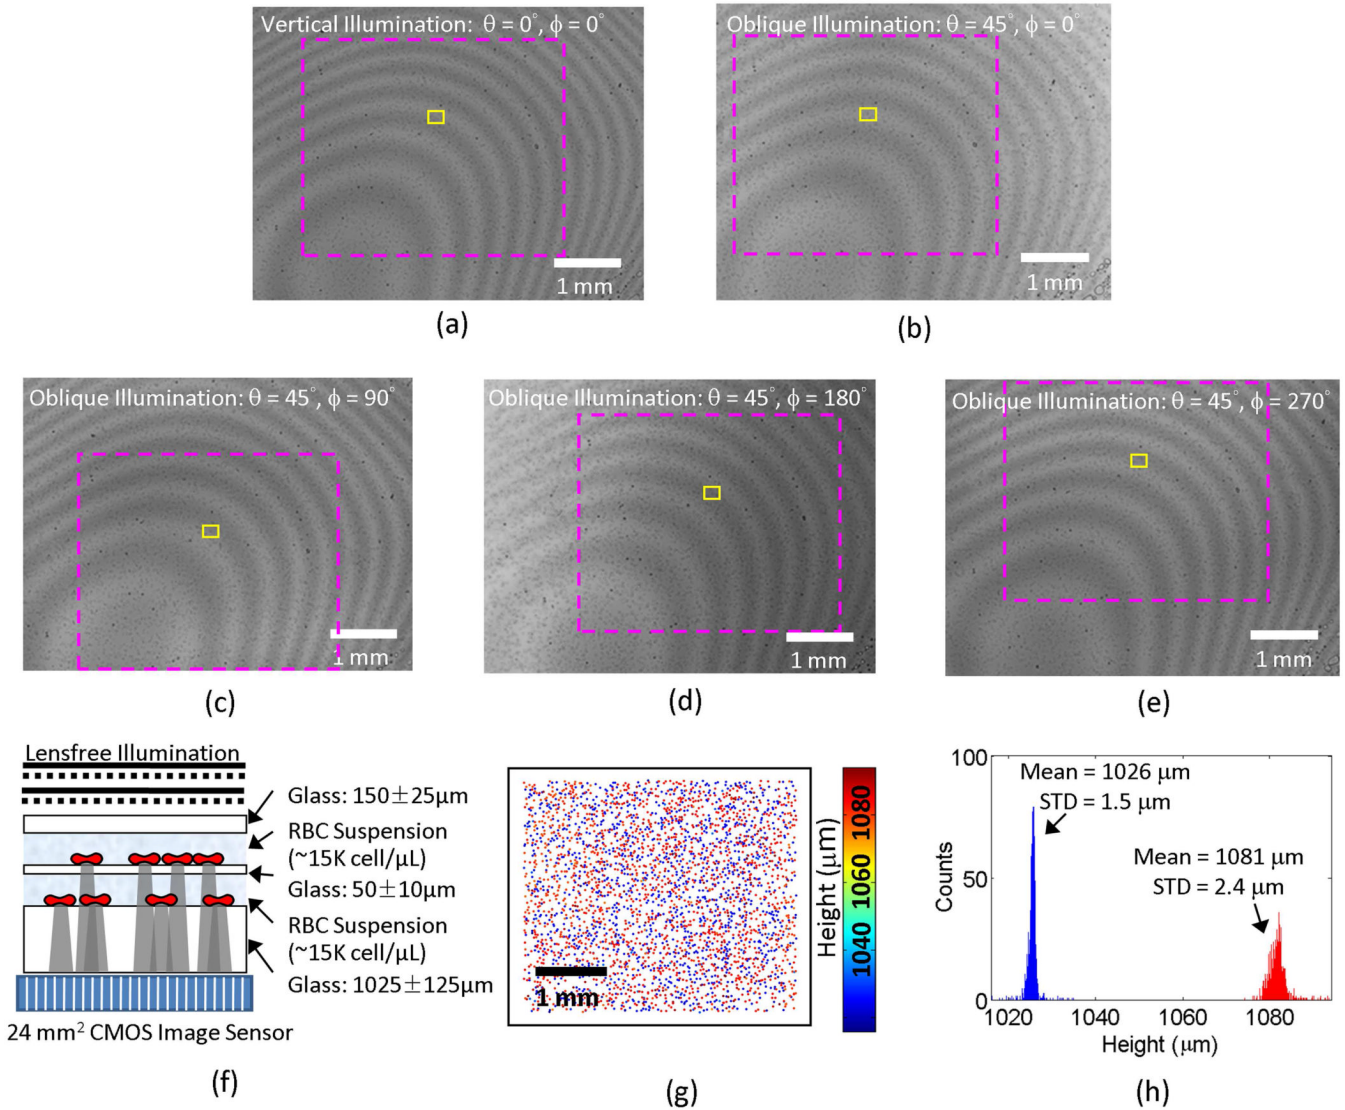 Vertical Illumination: θ = 0°, ϕ = 0°
1 mm
(a)
Oblique Illumination: θ = 45°, ϕ = 0°
1 mm
(b)
Oblique Illumination: θ = 45°, ϕ = 90°
1 mm
(c)
Oblique Illumination: θ = 45°, ϕ = 180°
1 mm
(d)
Oblique Illumination: θ = 45°, ϕ = 270°
1 mm
(e)
Lensfree Illumination
Glass: 150±25µm
RBC Suspension
(~15K cell/µL)
Glass: 50±10µm
RBC Suspension
(~15K cell/µL)
Glass: 1025±125µm
24 mm² CMOS Image Sensor
(f)
1 mm
Height (µm)
1040 1060 1080
(g)
100
50
0
Counts
Mean = 1026 µm
STD = 1.5 µm
Mean = 1081 µm
STD = 2.4 µm
1020 1040 1060 1080
Height (µm)
(h)